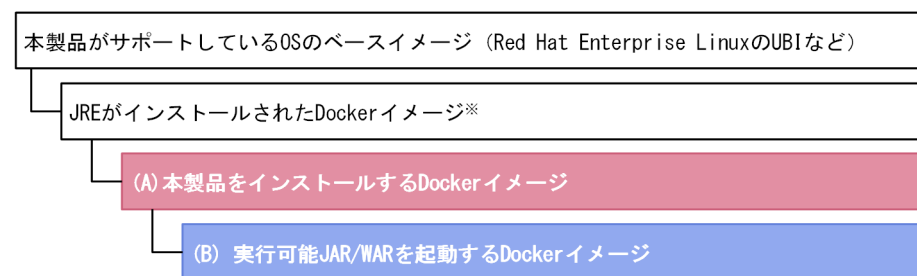 本製品がサポートしているOSのベースイメージ（Red Hat Enterprise LinuxのUBIなど）
JREがインストールされたDockerイメージ※
(A)本製品をインストールするDockerイメージ
(B) 実行可能JAR/WARを起動するDockerイメージ